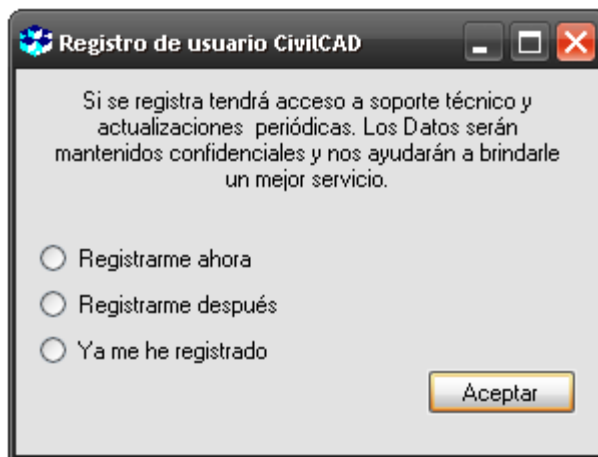 Registro de usuario CivilCAD
Si se registra tendrá acceso a soporte técnico y
actualizaciones periódicas. Los Datos serán
mantenidos confidenciales y nos ayudarán a brindarle
un mejor servicio.
Registrarme ahora
Registrarme después
Ya me he registrado
Aceptar